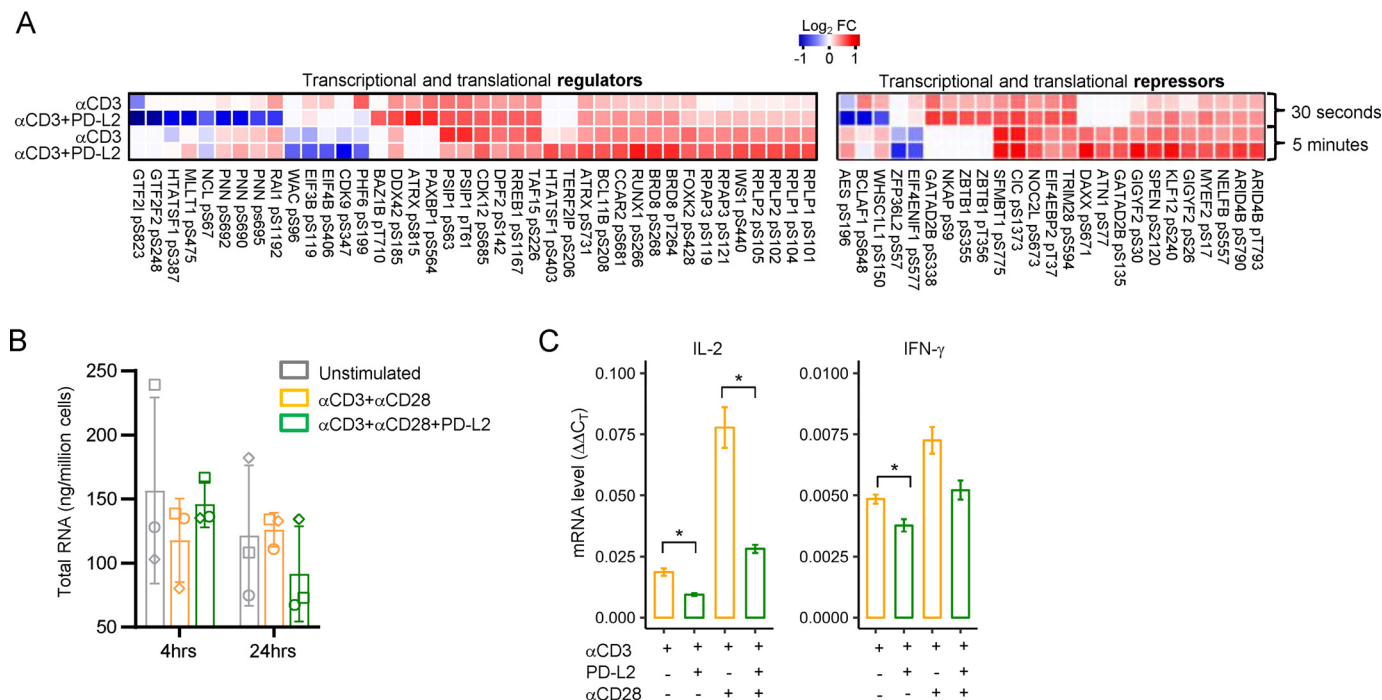 A
Log₂ FC
-1 0 1
Transcriptional and translational regulators
Transcriptional and translational repressors
αCD3
αCD3+PD-L2
αCD3
αCD3+PD-L2
30 seconds
5 minutes
GTF2I pS823
GTF2F2 pS248
HTATSF1 pS387
MLLT1 pS475
NCL pS67
PNN pS692
PNN pS690
PNN pS695
RAI1 pS1192
WAC pS96
EIF3B pS119
EIF4B pS406
CDK9 pS347
PHF6 pS199
BAZ1B pT710
DDX42 pS185
ATRX pS815
PAXBP1 pS564
PSIP1 pS63
PSIP1 pT61
CDK12 pS685
DPF2 pS142
RREB1 pS1167
TAF15 pS226
HTATSF1 pS403
TERF2IP pS206
ATRX pS731
BCL11B pS208
CCAR2 pS681
RUNX1 pS266
BRD8 pS268
BRD8 pT264
FOXK2 pS428
RPAP3 pS119
RPAP3 pS121
IWS1 pS440
RPLP2 pS105
RPLP2 pS102
RPLP1 pS104
RPLP1 pS101
AES pS196
BCLAF1 pS648
WHSC1L1 pS150
ZFP36L2 pS57
EIF4ENIF1 pS577
GATAD2B pS338
NKAP pS9
ZBTB1 pS355
ZBTB1 pT356
SFMBT1 pS775
CIC pS1373
NOC2L pS673
EIF4EBP2 pT37
TRIM28 pS594
DAXX pS671
ATN1 pS77
GATAD2B pS135
GIGYF2 pS30
SPEN pS2120
KLF12 pS240
GIGYF2 pS26
MYEF2 pS17
NELFB pS557
ARID4B pS790
ARID4B pT793
B
Total RNA (ng/million cells)
250
200
150
100
50
4hrs 24hrs
Unstimulated
αCD3+αCD28
αCD3+αCD28+PD-L2
C
IL-2
IFN-γ
mRNA level (ΔΔCT)
0.100
0.075
0.050
0.025
0.000
* *
0.0100
0.0075
0.0050
0.0025
0.0000
*
αCD3 + + + + + + + +
PD-L2 - + - + - + - +
αCD28 - - + + - - + +